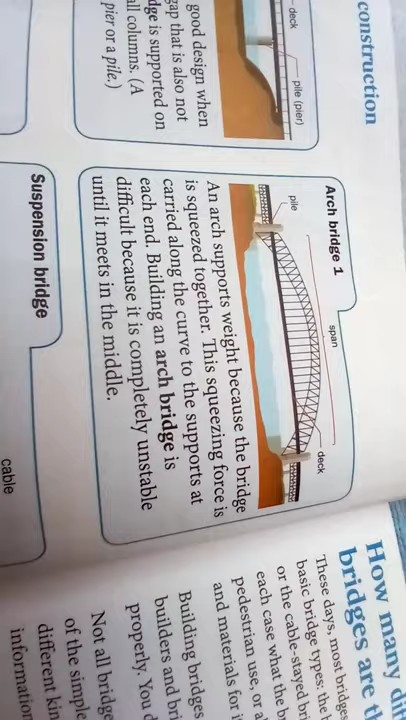 construction
deck
pile (pier)
good design when
gap that is also not
dge is supported on
all columns. (A
pier or a pile.)
Arch bridge 1
span
pile
deck
An arch supports weight because the bridge
is squeezed together. This squeezing force is
carried along the curve to the supports at
each end. Building an arch bridge is
difficult because it is completely unstable
until it meets in the middle.
Suspension bridge
cable
How many di
bridges are t
These days, most bridge
basic bridge types: the
or the cable-stayed bri
each case what the b
pedestrian use, or
and materials for
Building bridges
builders and bri
properly. You
Not all bridge
of the simple
different kin
information